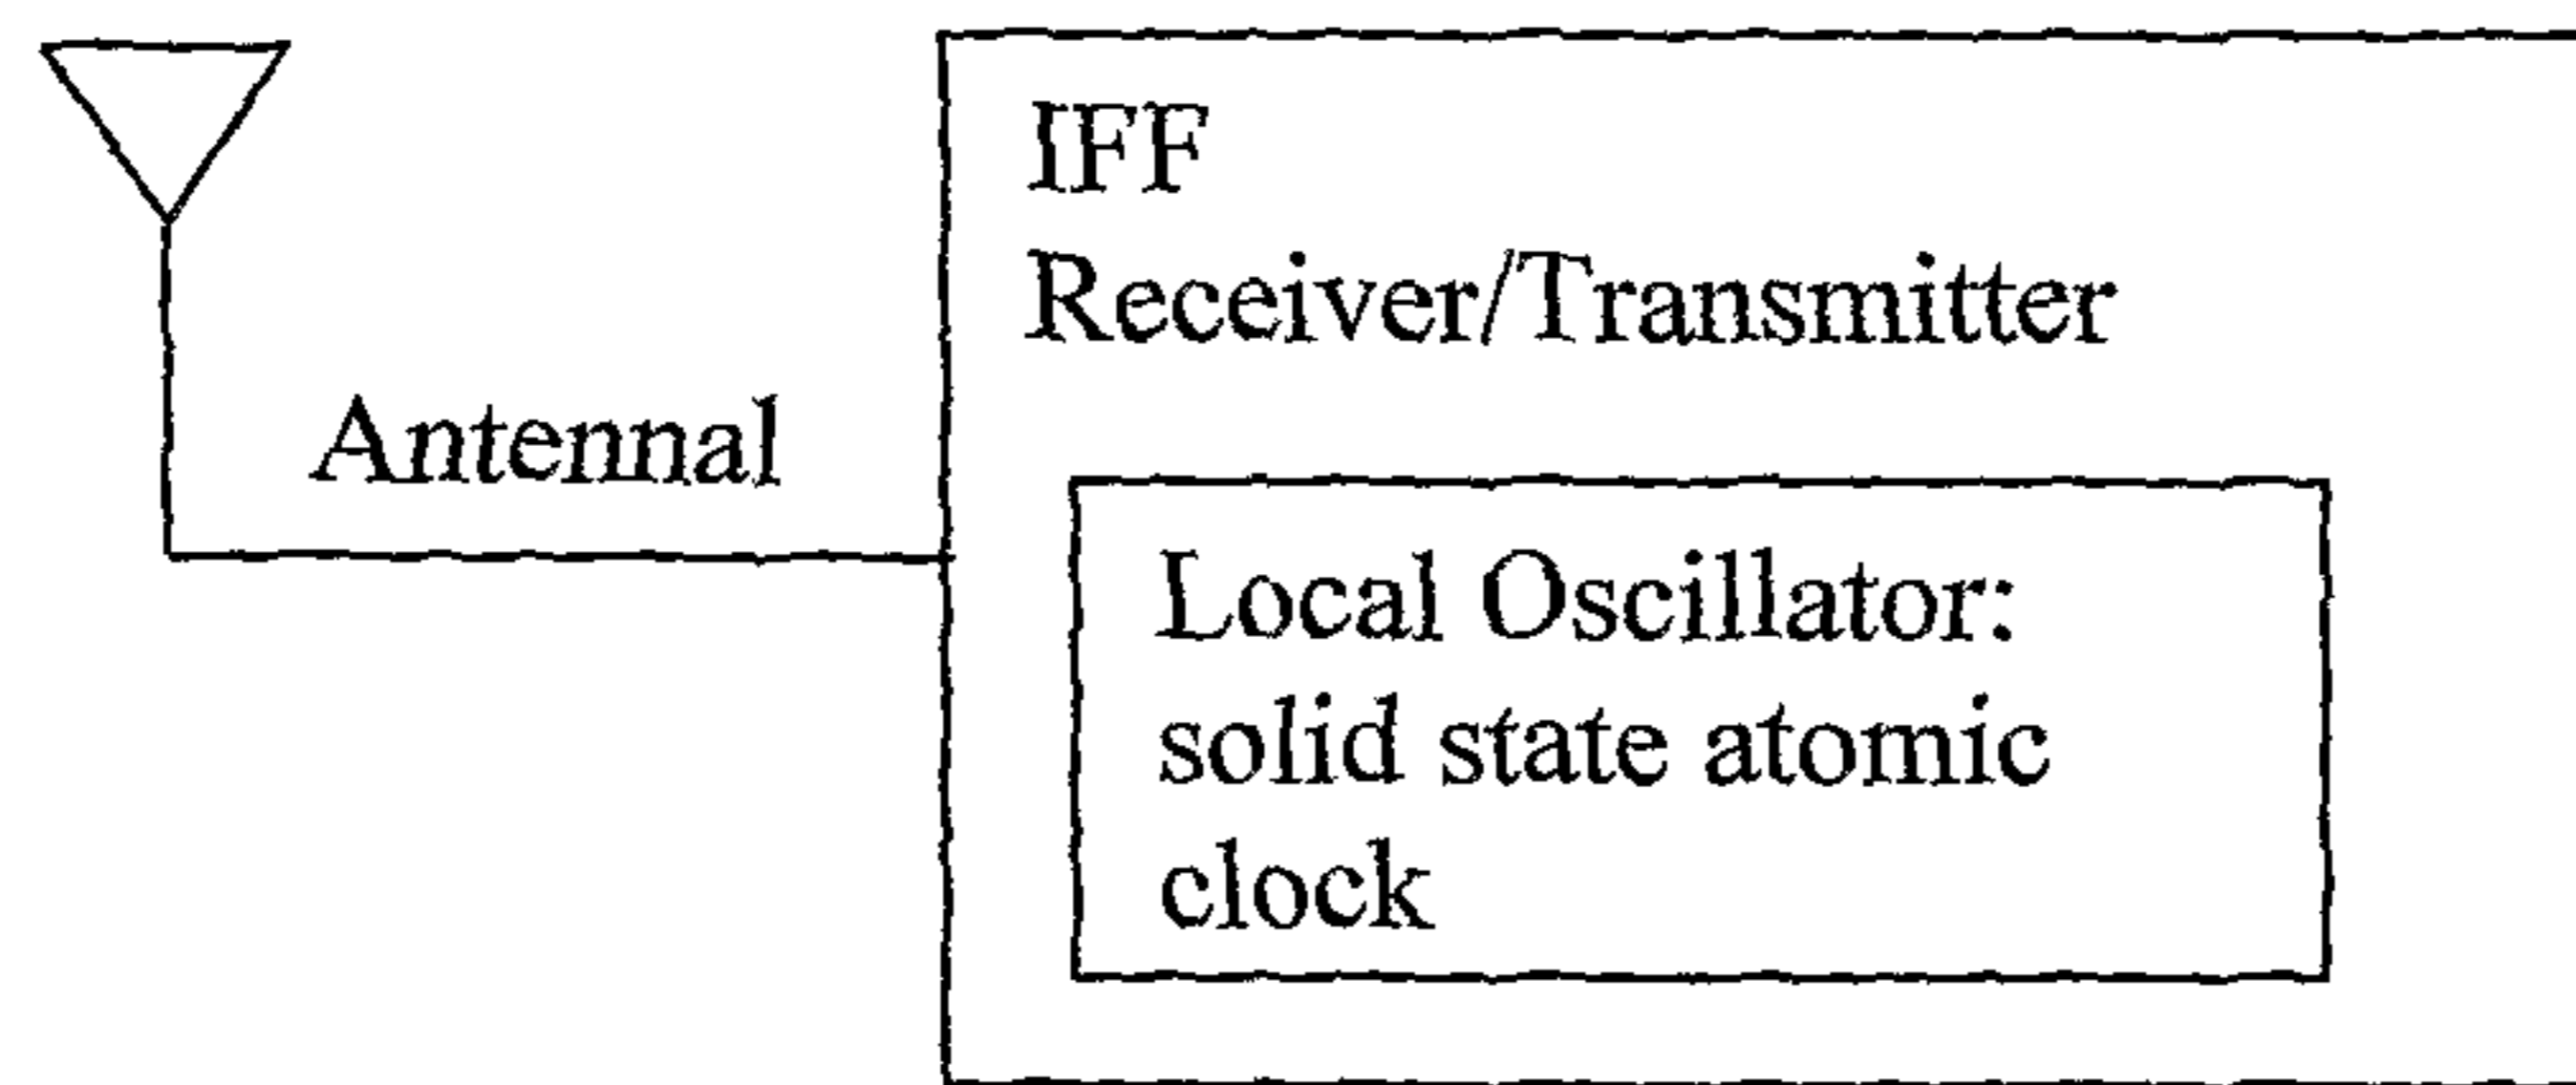 IFF
Receiver/Transmitter
Antennal
Local Oscillator:
solid state atomic
clock